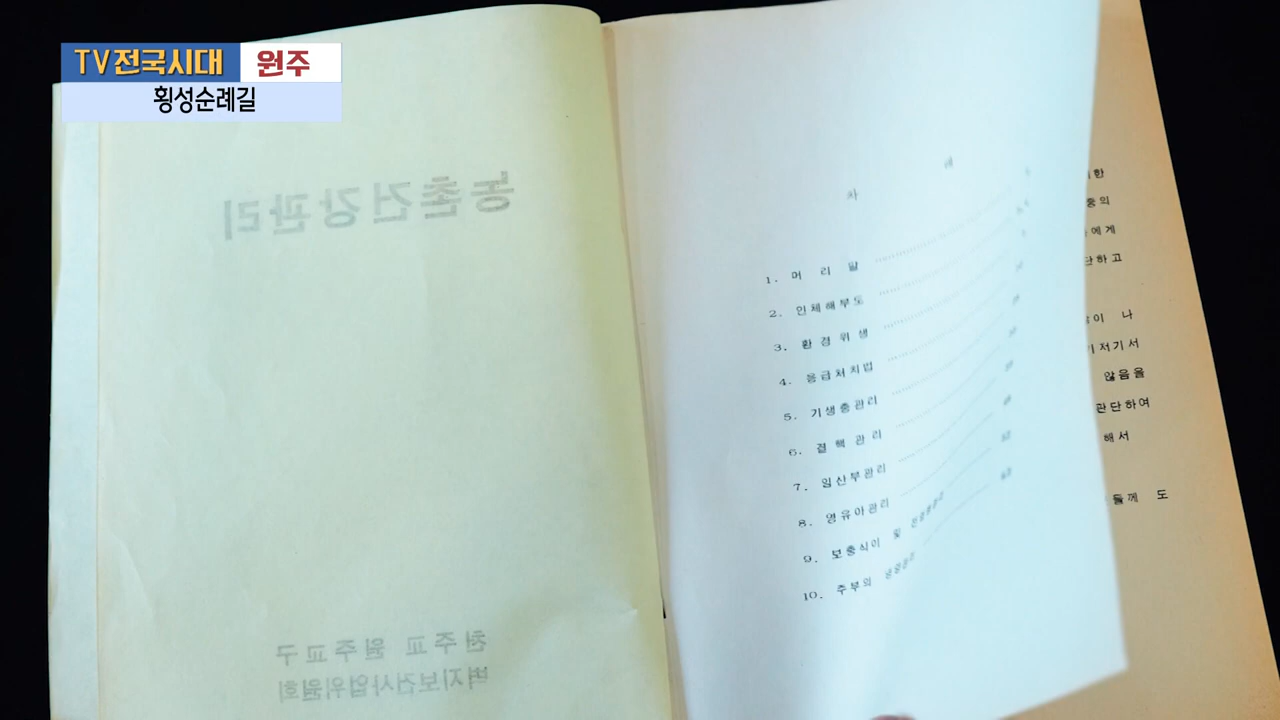 TV전국시대 원주
횡성순례길
농촌건강관리
천주교 원주교구
벽지보건사업위원회
차
1. 머 리 말
2. 인체해부도
3. 환경위생
4. 응급처치법
5. 기생충관리
6. 결핵관리
7. 임산부관리
8. 영유아관리
9. 보충식이 및
10. 주부의
한
중의
에게
단하고
이 나
기저기서
않음을
판단하여
해서
들께 도